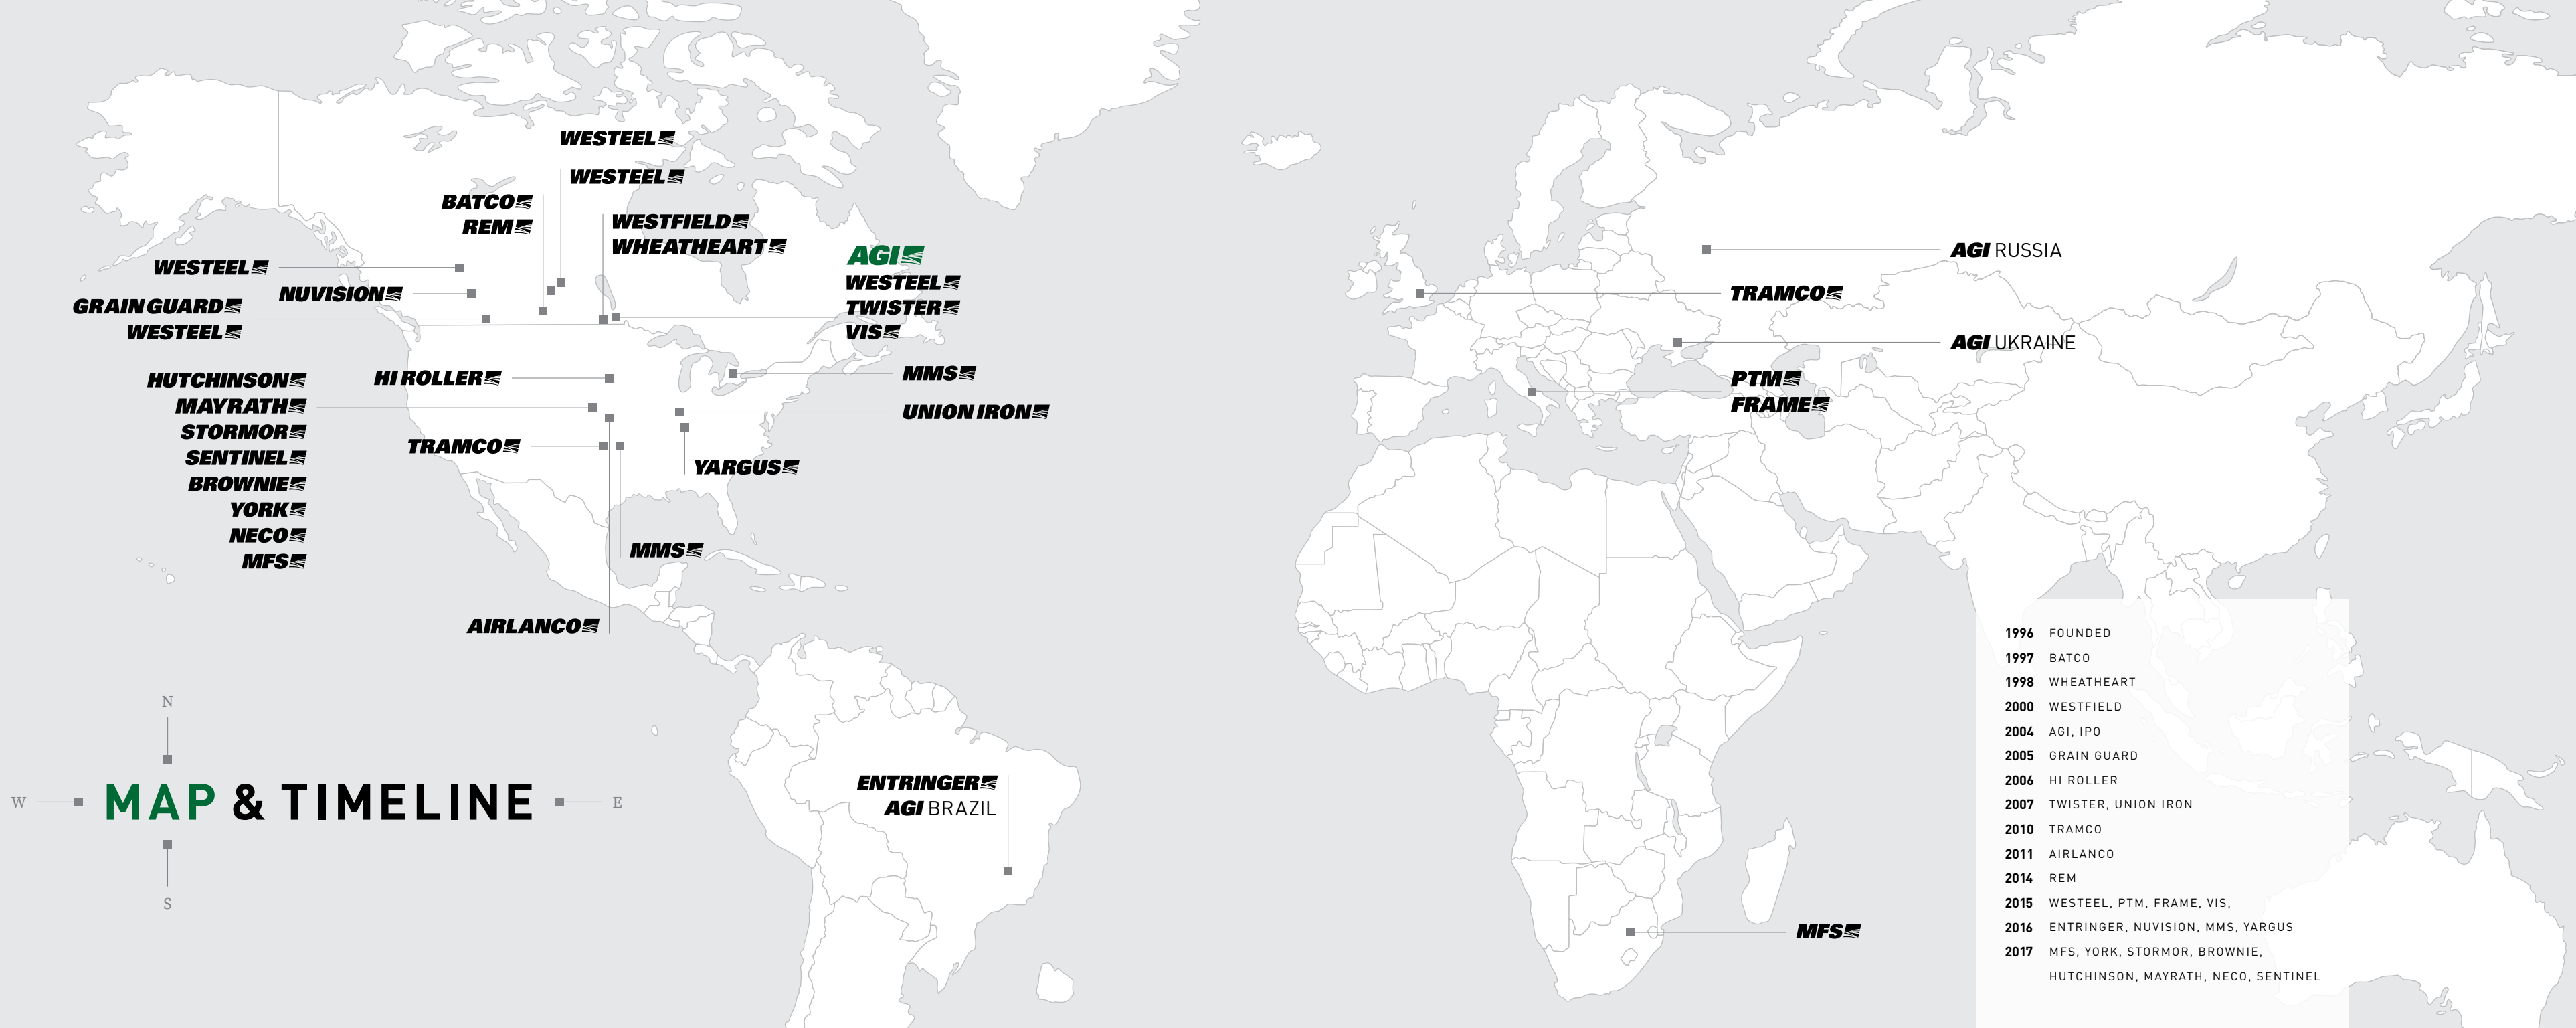 WESTEEL
WESTEEL
BATCO
REM
WESTFIELD
WHEATHEART
AGI
WESTEEL
TWISTER
VIS
WESTEEL
NUVISION
GRAIN GUARD
WESTEEL
HUTCHINSON
MAYRATH
STORMOR
SENTINEL
BROWNIE
YORK
NECO
MFS
HI ROLLER
TRAMCO
MMS
UNION IRON
YARGUS
MMS
AIRLANCO
AGI RUSSIA
TRAMCO
AGI UKRAINE
PTM
FRAME
ENTRINGER
AGI BRAZIL
MFS
N
W
MAP & TIMELINE
E
S
1996 FOUNDED
1997 BATCO
1998 WHEATHEART
2000 WESTFIELD
2004 AGI, IPO
2005 GRAIN GUARD
2006 HI ROLLER
2007 TWISTER, UNION IRON
2010 TRAMCO
2011 AIRLANCO
2014 REM
2015 WESTEEL, PTM, FRAME, VIS,
2016 ENTRINGER, NUVISION, MMS, YARGUS
2017 MFS, YORK, STORMOR, BROWNIE,
HUTCHINSON, MAYRATH, NECO, SENTINEL